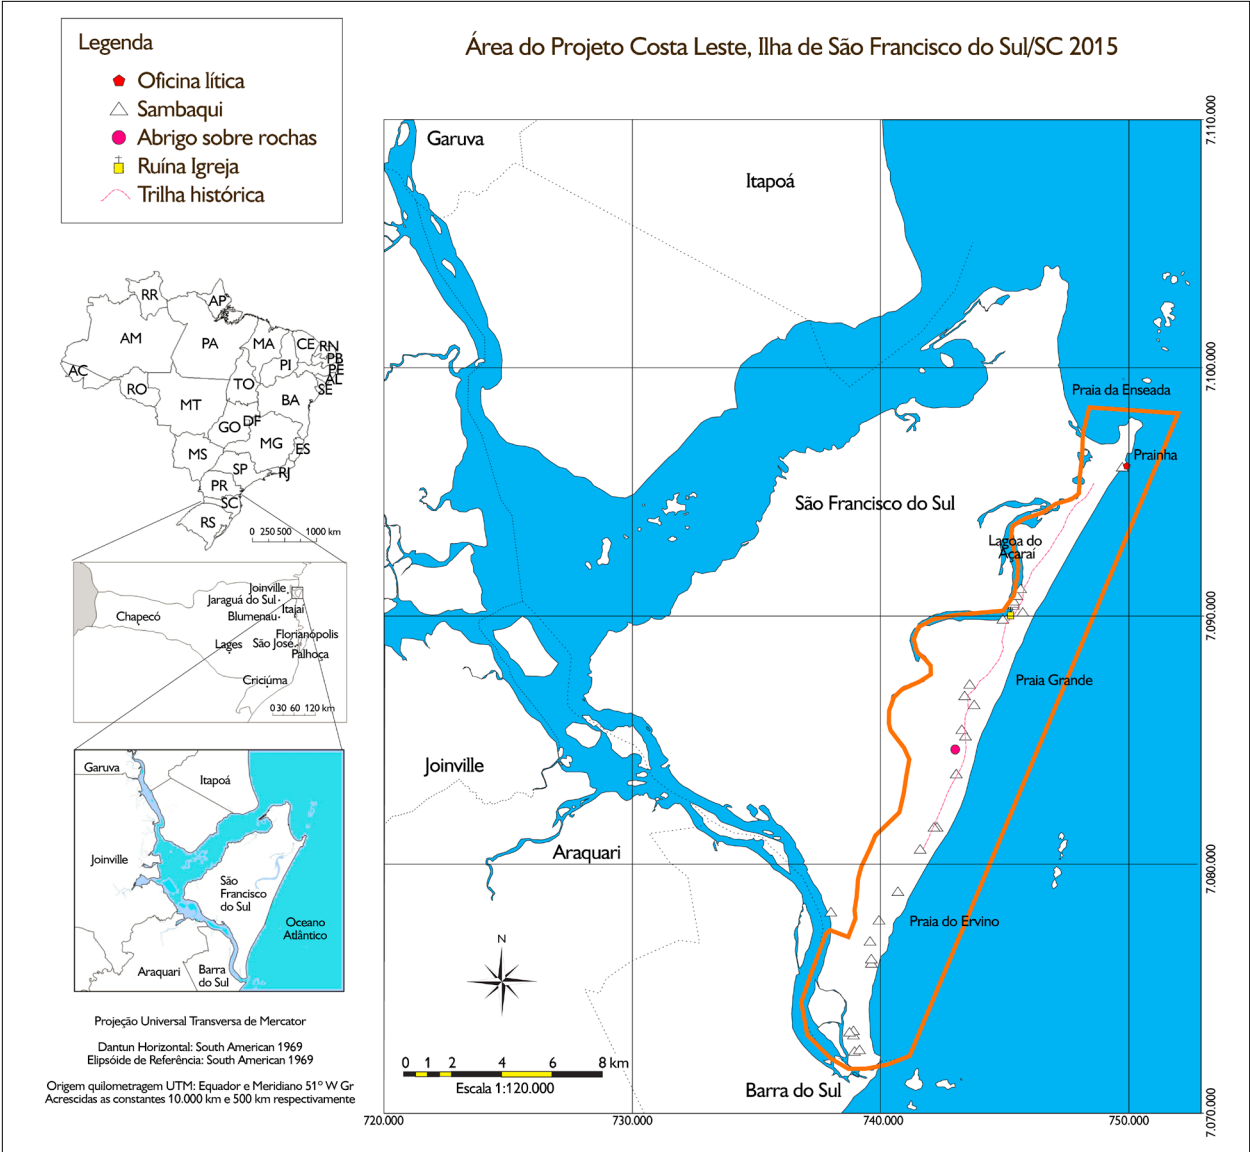 Legenda
Oficina lítica
Sambaqui
Abrigo sobre rochas
Ruína Igreja
Trilha histórica
Área do Projeto Costa Leste, Ilha de São Francisco do Sul/SC 2015
RR
AP
AM
PA
MA
CE
RN
PB
PE
AL
SE
AC
RO
PI
TO
BA
MT
DF
GO
MG
ES
MS
SP
RJ
PR
SC
RS
0 250 500 1000 km
Joinville
Jaraguá do Sul
Itajaí
Blumenau
Chapecó
Florianópolis
Lages
São José
Palhoça
Criciúma
0 30 60 120 km
Garuva
Itapoá
Joinville
São
Francisco
do Sul
Oceano
Atlântico
Araquari
Barra
do Sul
Projeção Universal Transversa de Mercator
Dantun Horizontal: South American 1969
Elipsóide de Referência: South American 1969
Origem quilometragem UTM: Equador e Meridiano 51º W Gr
Acrescidas as constantes 10.000 km e 500 km respectivamente
Garuva
Itapoá
Praia da Enseada
Prainha
São Francisco do Sul
Lagoa do
Açaraí
Praia Grande
Joinville
Araquari
Praia do Ervino
N
0 1 2 4 6 8 km
Escala 1:120.000
Barra do Sul
7.110.000
7.100.000
7.090.000
7.080.000
7.070.000
720.000
730.000
740.000
750.000